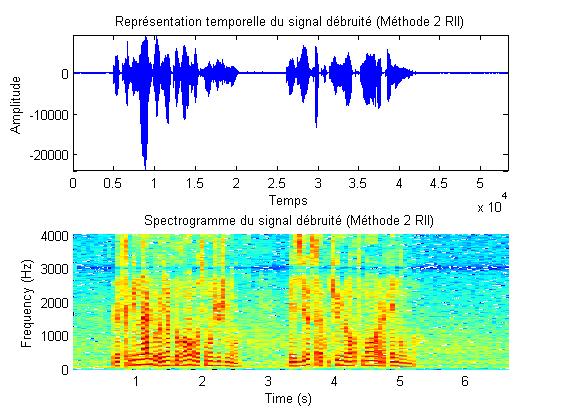 Représentation temporelle du signal débruité (Méthode 2 RII)
Amplitude
0
-10000
-20000
0 0.5 1 1.5 2 2.5 3 3.5 4 4.5 5
Temps
x 10^4
Spectrogramme du signal débruité (Méthode 2 RII)
Frequency (Hz)
4000
3000
2000
1000
0
1 2 3 4 5 6
Time (s)